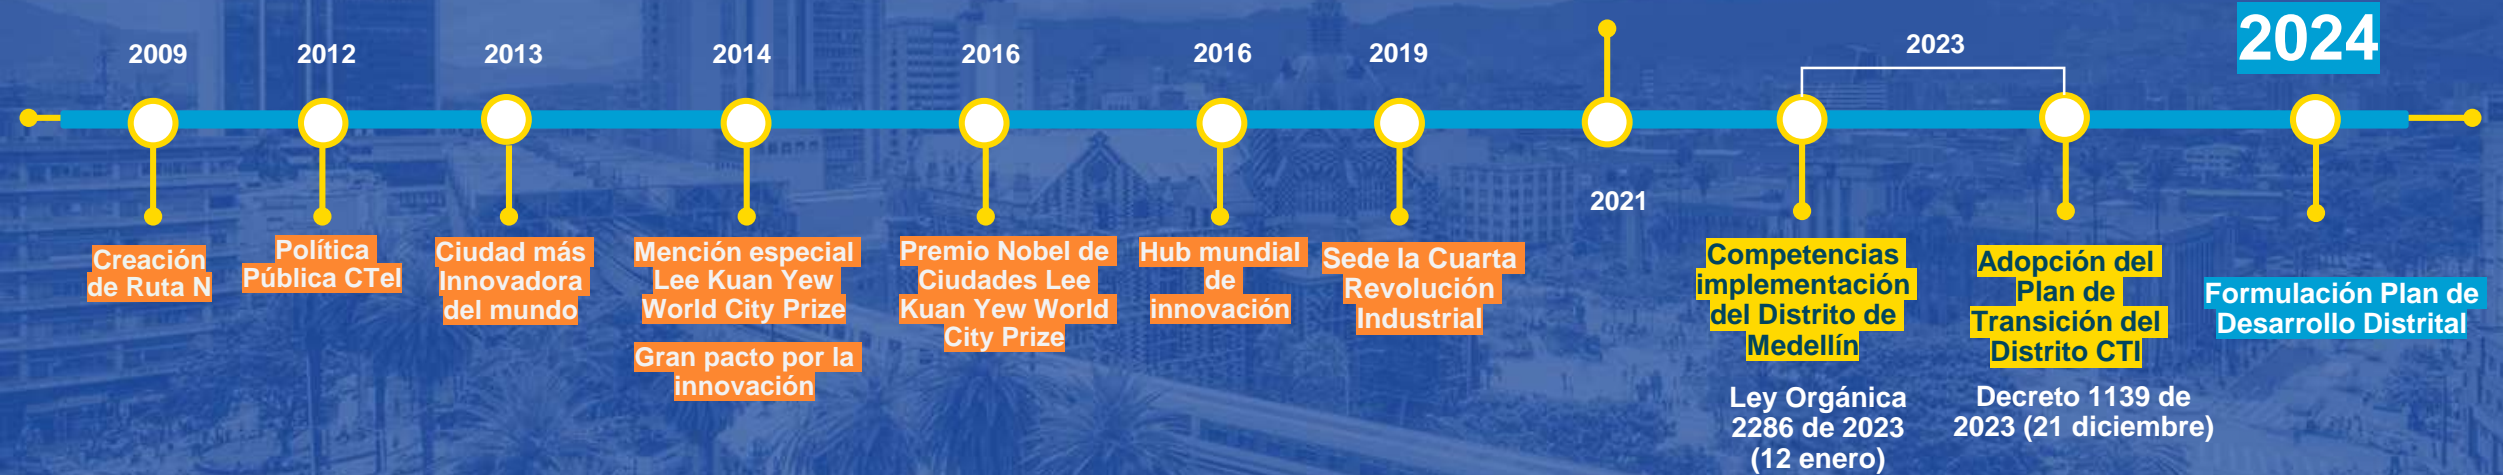 2009
Creación
de Ruta N
2012
Política
Pública CTeI
2013
Ciudad más
Innovadora
del mundo
2014
Mención especial
Lee Kuan Yew
World City Prize
Gran pacto por la
innovación
2016
Premio Nobel de
Ciudades Lee
Kuan Yew World
City Prize
2016
Hub mundial
de
innovación
2019
Sede la Cuarta
Revolución
Industrial
2021
2023
Competencias
implementación
del Distrito de
Medellín
Ley Orgánica
2286 de 2023
(12 enero)
Adopción del
Plan de
Transición del
Distrito CTI
Decreto 1139 de
2023 (21 diciembre)
2024
Formulación Plan de
Desarrollo Distrital